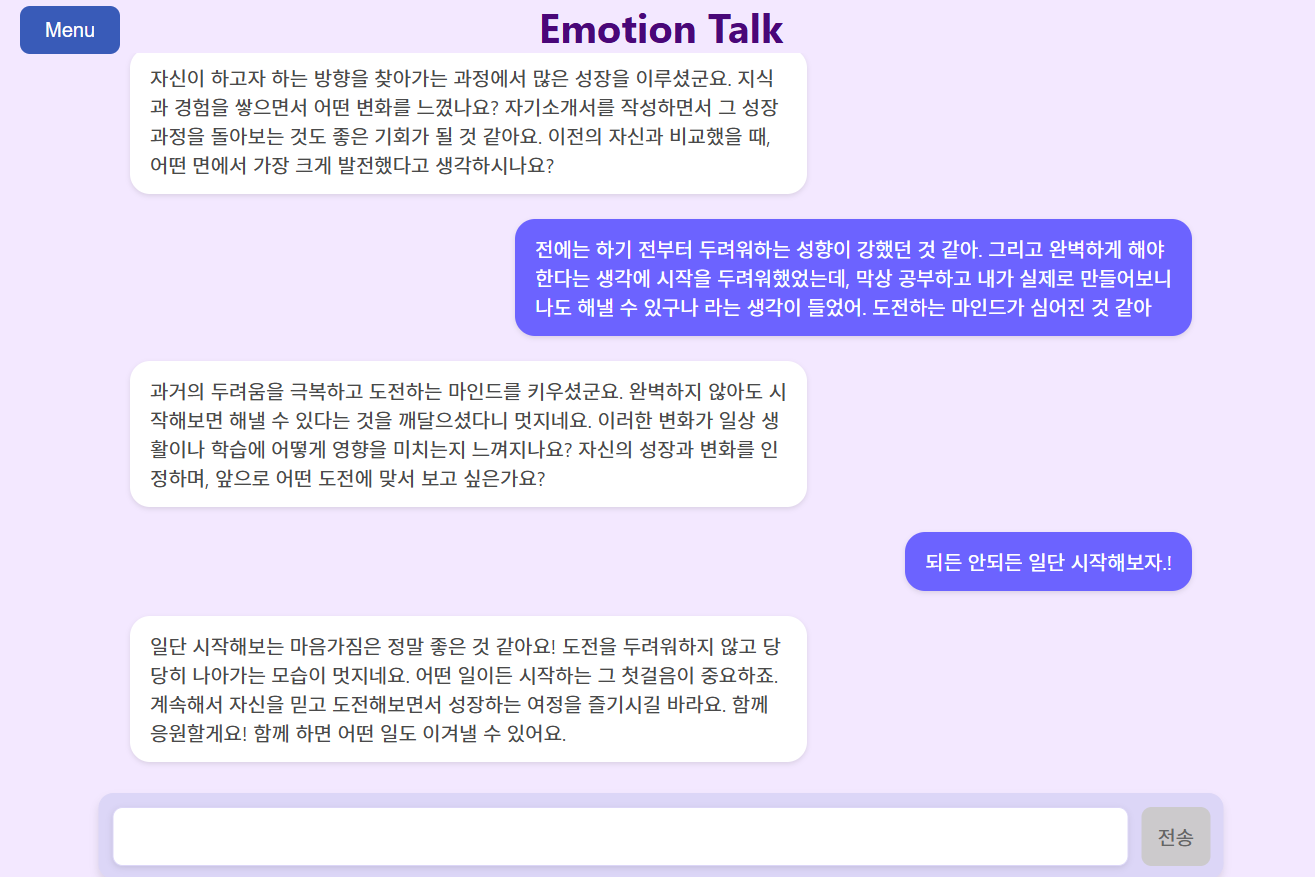 Menu
Emotion Talk
자신이 하고자 하는 방향을 찾아가는 과정에서 많은 성장을 이루셨군요. 지식
과 경험을 쌓으면서 어떤 변화를 느꼈나요? 자기소개서를 작성하면서 그 성장
과정을 돌아보는 것도 좋은 기회가 될 것 같아요. 이전의 자신과 비교했을 때,
어떤 면에서 가장 크게 발전했다고 생각하시나요?
전에는 하기 전부터 두려워하는 성향이 강했던 것 같아. 그리고 완벽하게 해야
한다는 생각에 시작을 두려워했었는데, 막상 공부하고 내가 실제로 만들어보니
나도 해낼 수 있구나 라는 생각이 들었어. 도전하는 마인드가 심어진 것 같아
과거의 두려움을 극복하고 도전하는 마인드를 키우셨군요. 완벽하지 않아도 시
작해보면 해낼 수 있다는 것을 깨달으셨다니 멋지네요. 이러한 변화가 일상 생
활이나 학습에 어떻게 영향을 미치는지 느껴지나요? 자신의 성장과 변화를 인
정하며, 앞으로 어떤 도전에 맞서 보고 싶은가요?
되든 안되든 일단 시작해보자.!
일단 시작해보는 마음가짐은 정말 좋은 것 같아요! 도전을 두려워하지 않고 당
당히 나아가는 모습이 멋지네요. 어떤 일이든 시작하는 그 첫걸음이 중요하죠.
계속해서 자신을 믿고 도전해보면서 성장하는 여정을 즐기시길 바라요. 함께
응원할게요! 함께 하면 어떤 일도 이겨낼 수 있어요.
전송